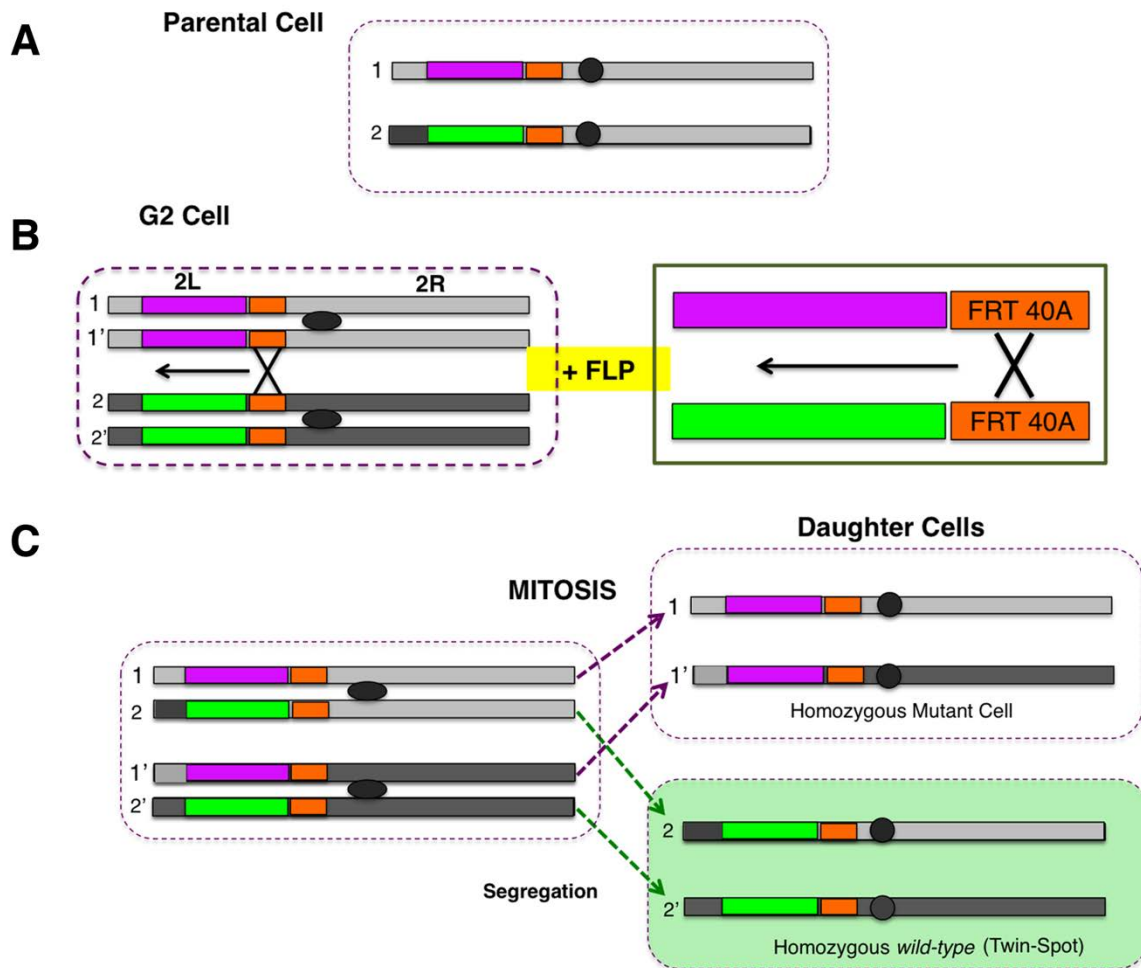 A
Parental Cell
1
2
B
G2 Cell
2L 2R
1
1’
2
2’
+ FLP
FRT 40A
FRT 40A
C
Daughter Cells
MITOSIS
1
2
1’
2’
Segregation
1
1’
Homozygous Mutant Cell
2
2’
Homozygous wild-type (Twin-Spot)